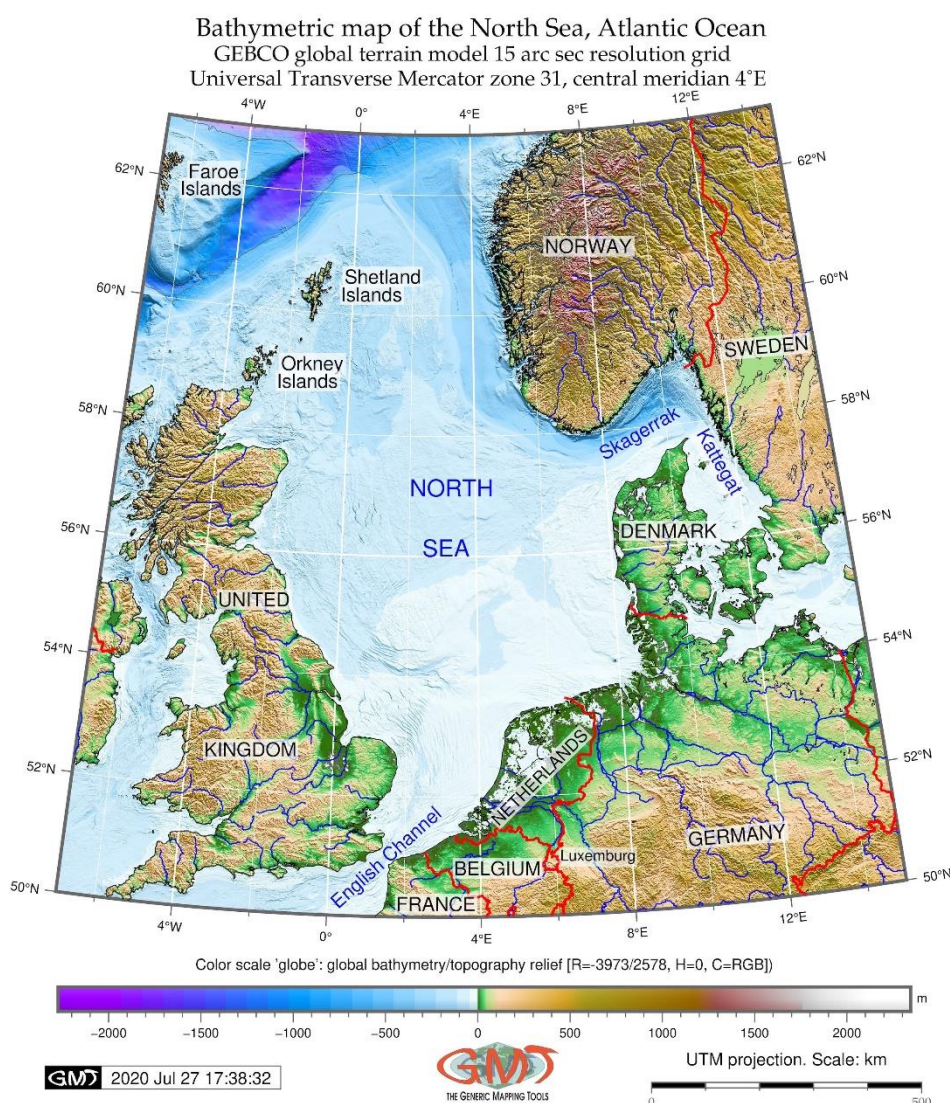 Bathymetric map of the North Sea, Atlantic Ocean
GEBCO global terrain model 15 arc sec resolution grid
Universal Transverse Mercator zone 31, central meridian 4°E
4°W
0°
4°E
8°E
12°E
62°N
62°N
Faroe
Islands
NORWAY
60°N
60°N
Shetland
Islands
SWEDEN
Orkney
Islands
58°N
58°N
Skagerrak
Kattegat
NORTH
SEA
56°N
56°N
DENMARK
UNITED
54°N
54°N
KINGDOM
52°N
52°N
NETHERLANDS
GERMANY
English Channel
BELGIUM
Luxemburg
FRANCE
50°N
50°N
4°W
0°
4°E
8°E
12°E
Color scale 'globe': global bathymetry/topography relief [R=-3973/2578, H=0, C=RGB])
m
−2000
−1500
−1000
−500
0
500
1000
1500
2000
GMT 2020 Jul 27 17:38:32
GMT
THE GENERIC MAPPING TOOLS
UTM projection. Scale: km
0
500